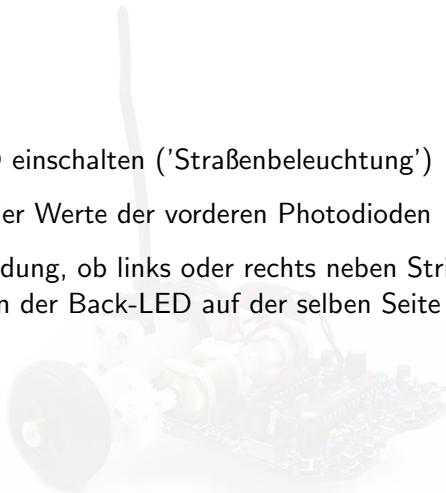 einschalten ('Straßenbeleuchtung')
er Werte der vorderen Photodioden
dung, ob links oder rechts neben Stri
n der Back-LED auf der selben Seite